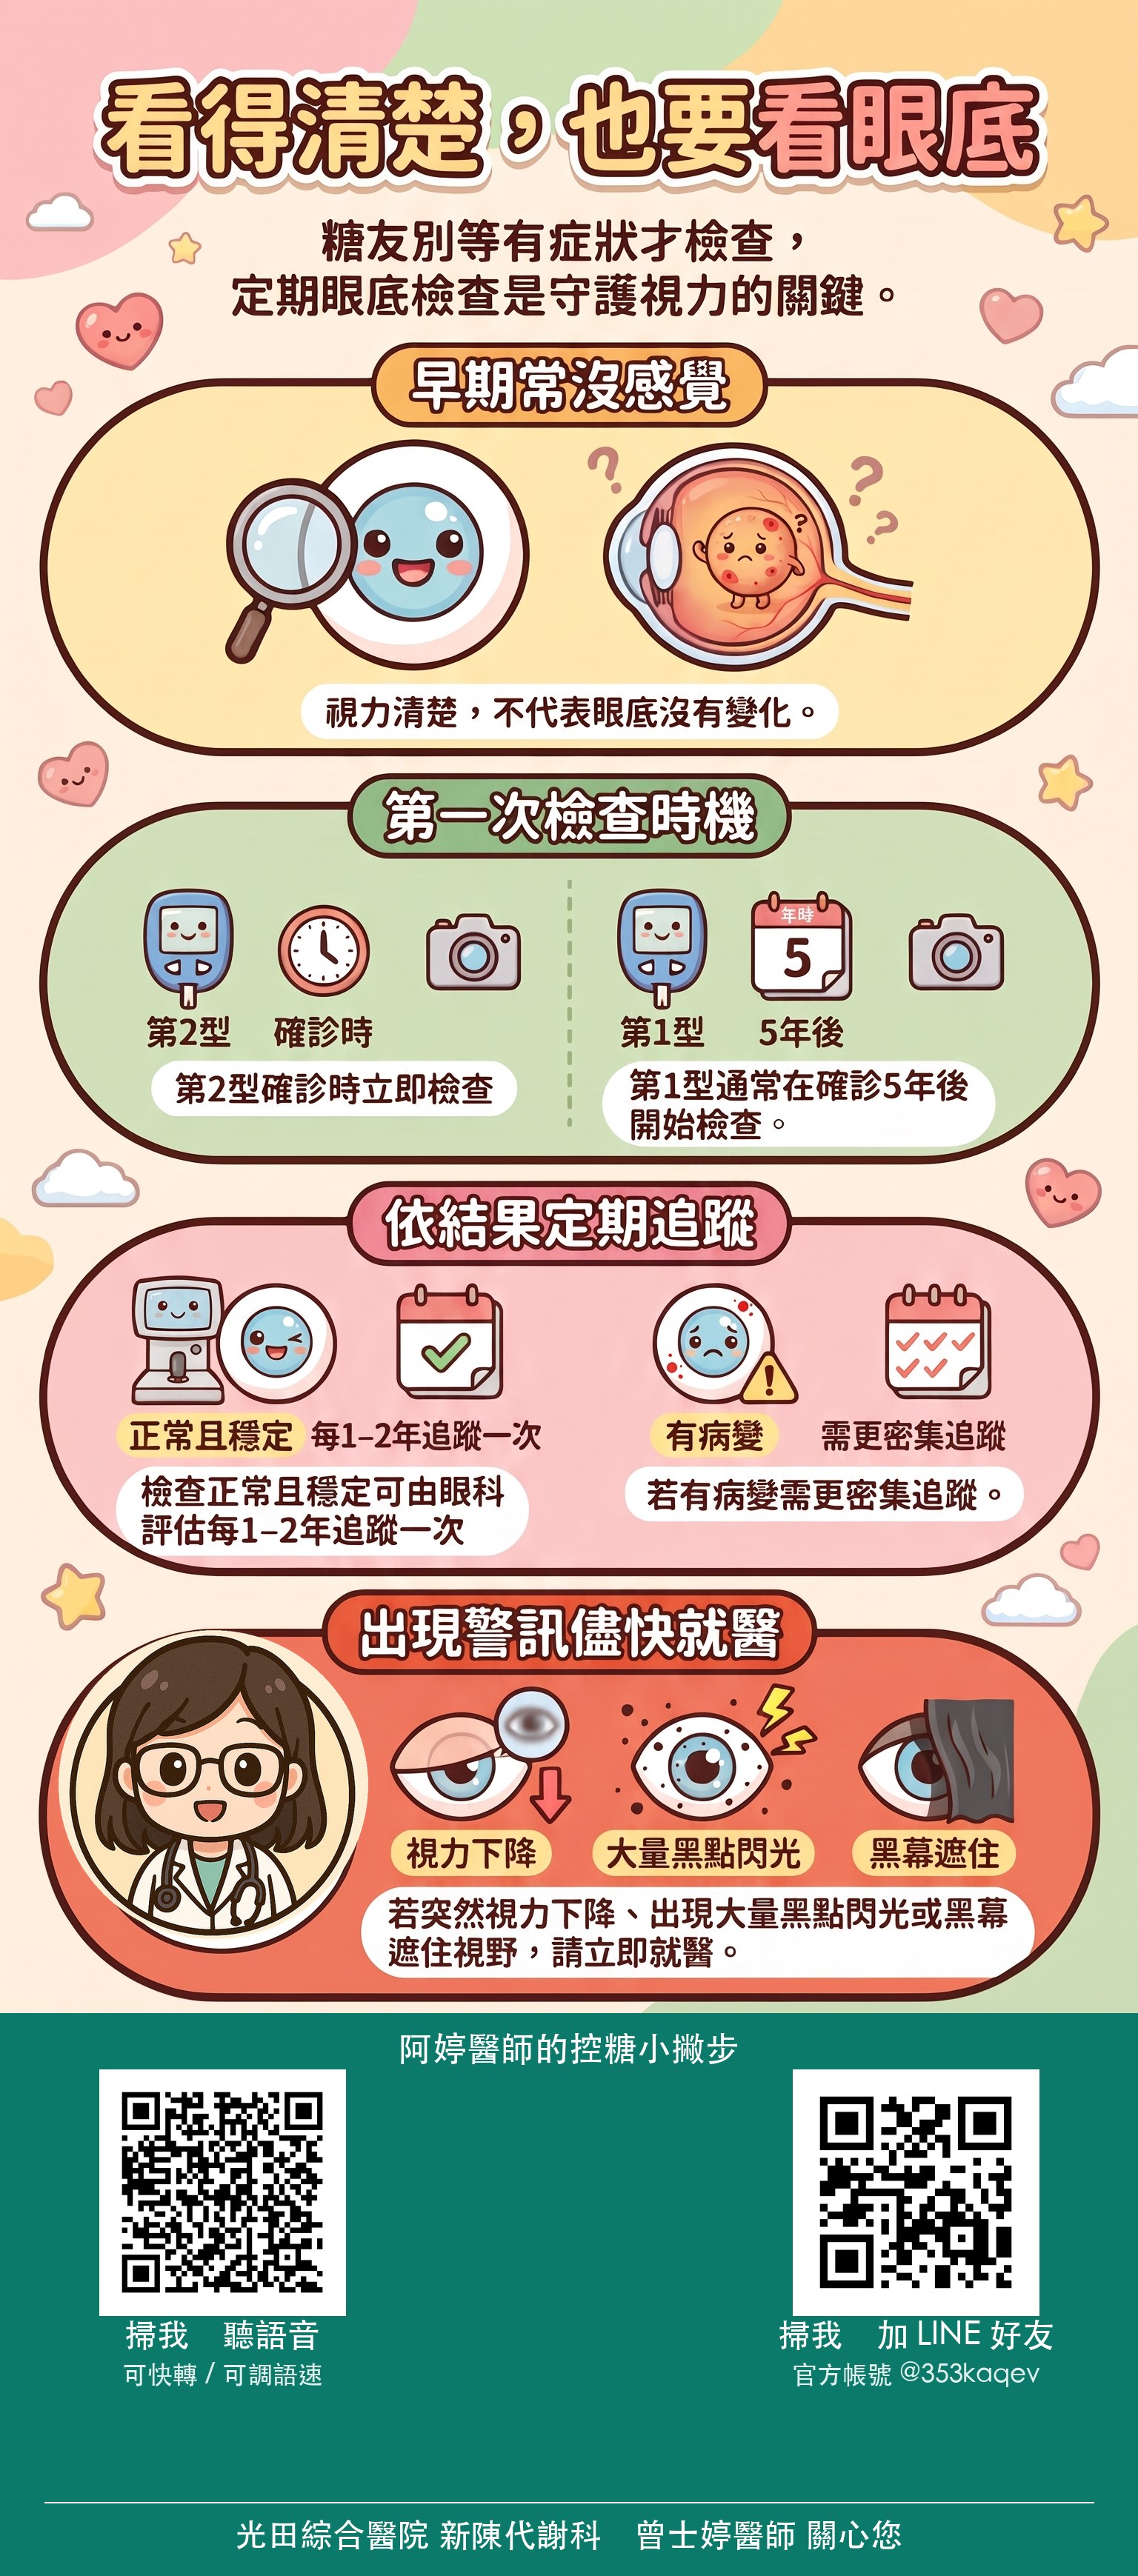 看得清楚，也要看眼底
糖友別等有症狀才檢查，
定期眼底檢查是守護視力的關鍵。
早期常沒感覺
? ? ?
?
視力清楚，不代表眼底沒有變化。
第一次檢查時機
年時
5
第2型 確診時
第2型確診時立即檢查
第1型 5年後
第1型通常在確診5年後
開始檢查。
依結果定期追蹤
正常且穩定 每1–2年追蹤一次
檢查正常且穩定可由眼科
評估每1–2年追蹤一次
!
有病變 需更密集追蹤
若有病變需更密集追蹤。
出現警訊儘快就醫
視力下降 大量黑點閃光 黑幕遮住
若突然視力下降、出現大量黑點閃光或黑幕
遮住視野，請立即就醫。
阿婷醫師的控糖小撇步
掃我 聽語音
可快轉 / 可調語速
掃我 加 LINE 好友
官方帳號 @353kaqev
光田綜合醫院 新陳代謝科 曾士婷醫師 關心您